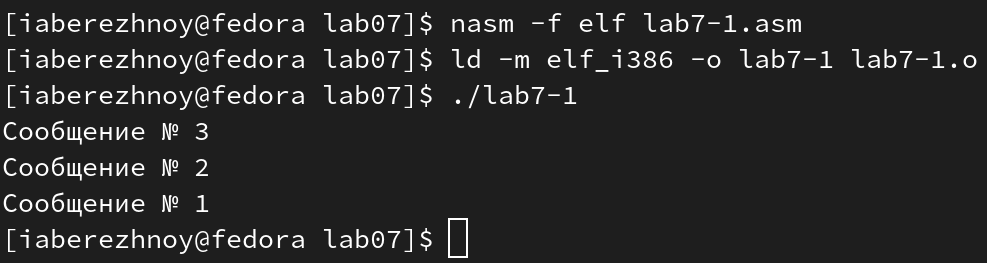 [iaberezhnoy@fedora lab07]$ nasm -f elf lab7-1.asm
[iaberezhnoy@fedora lab07]$ ld -m elf_i386 -o lab7-1 lab7-1.o
[iaberezhnoy@fedora lab07]$ ./lab7-1
Сообщение № 3
Сообщение № 2
Сообщение № 1
[iaberezhnoy@fedora lab07]$